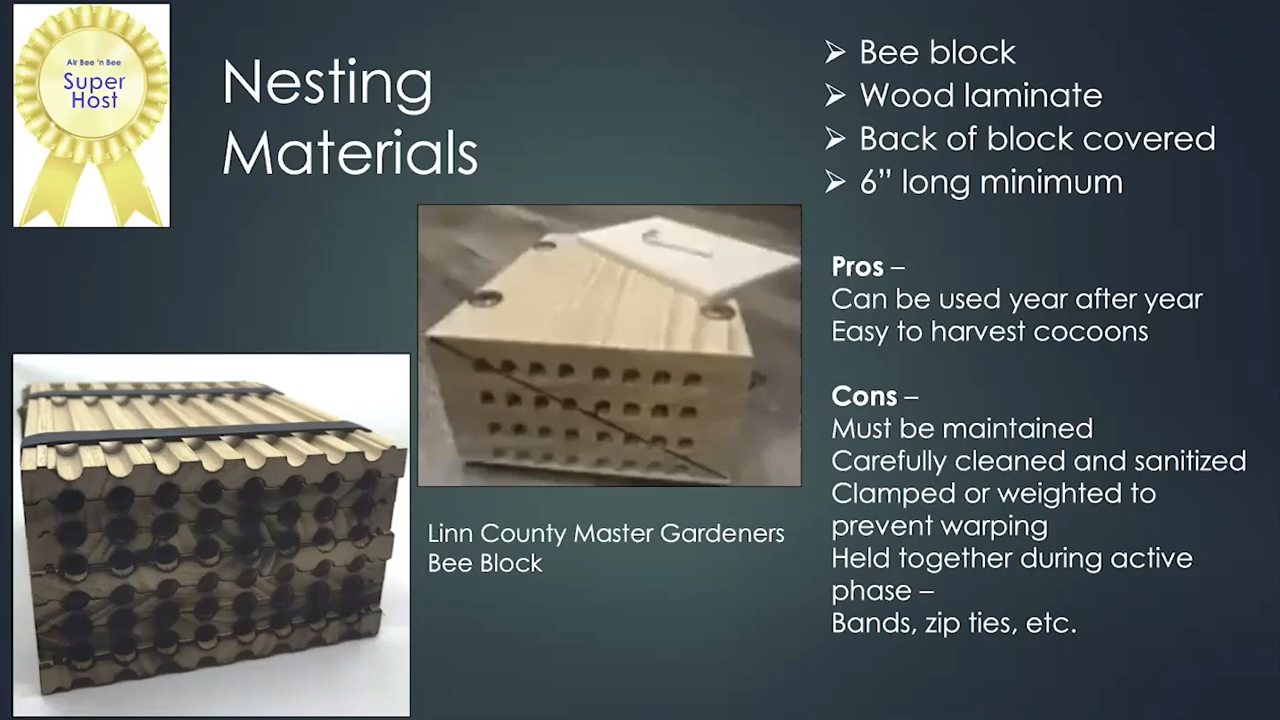 Air Bee 'n Bee
Super
Host
Nesting
Materials
➢ Bee block
➢ Wood laminate
➢ Back of block covered
➢ 6” long minimum
Pros –
Can be used year after year
Easy to harvest cocoons
Cons –
Must be maintained
Carefully cleaned and sanitized
Clamped or weighted to
prevent warping
Held together during active
phase –
Bands, zip ties, etc.
Linn County Master Gardeners
Bee Block